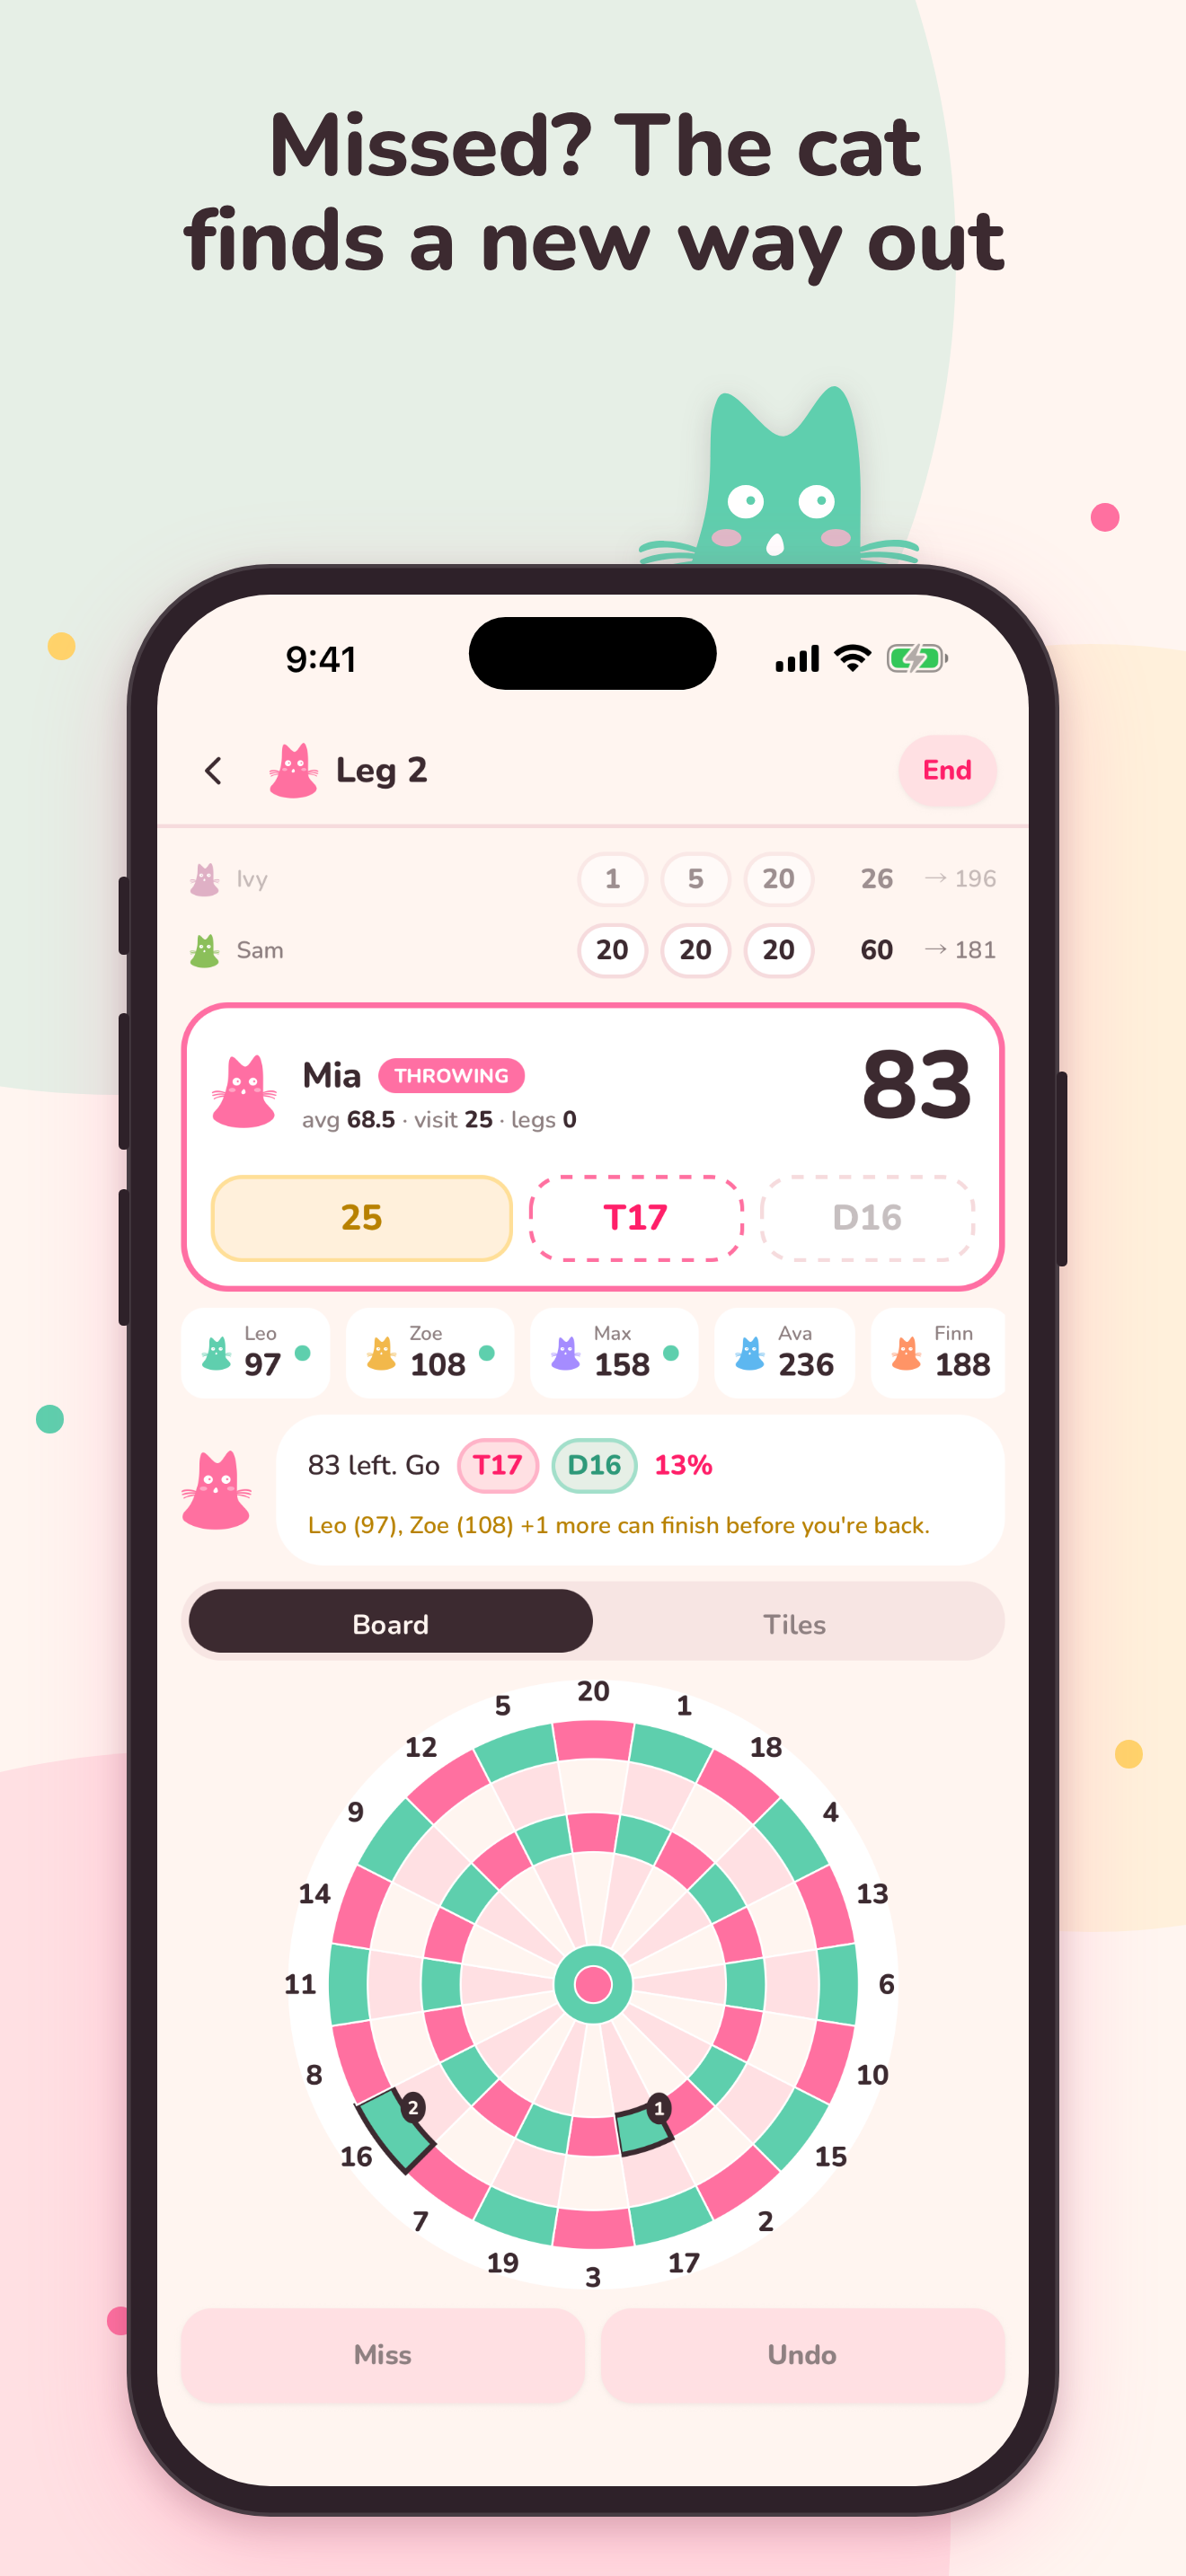 Missed? The cat
finds a new way out
9:41
Leg 2
End
Ivy 1 5 20 26 → 196
Sam 20 20 20 60 → 181
Mia THROWING 83
avg 68.5 · visit 25 · legs 0
25 T17 D16
Leo Zoe Max Ava Finn
97 108 158 236 188
83 left. Go T17 D16 13%
Leo (97), Zoe (108) +1 more can finish before you're back.
Board Tiles
20
5 1
12 18
9 4
14 13
11 6
8 10
2 1
16 15
7 2
19 17
3
Miss Undo